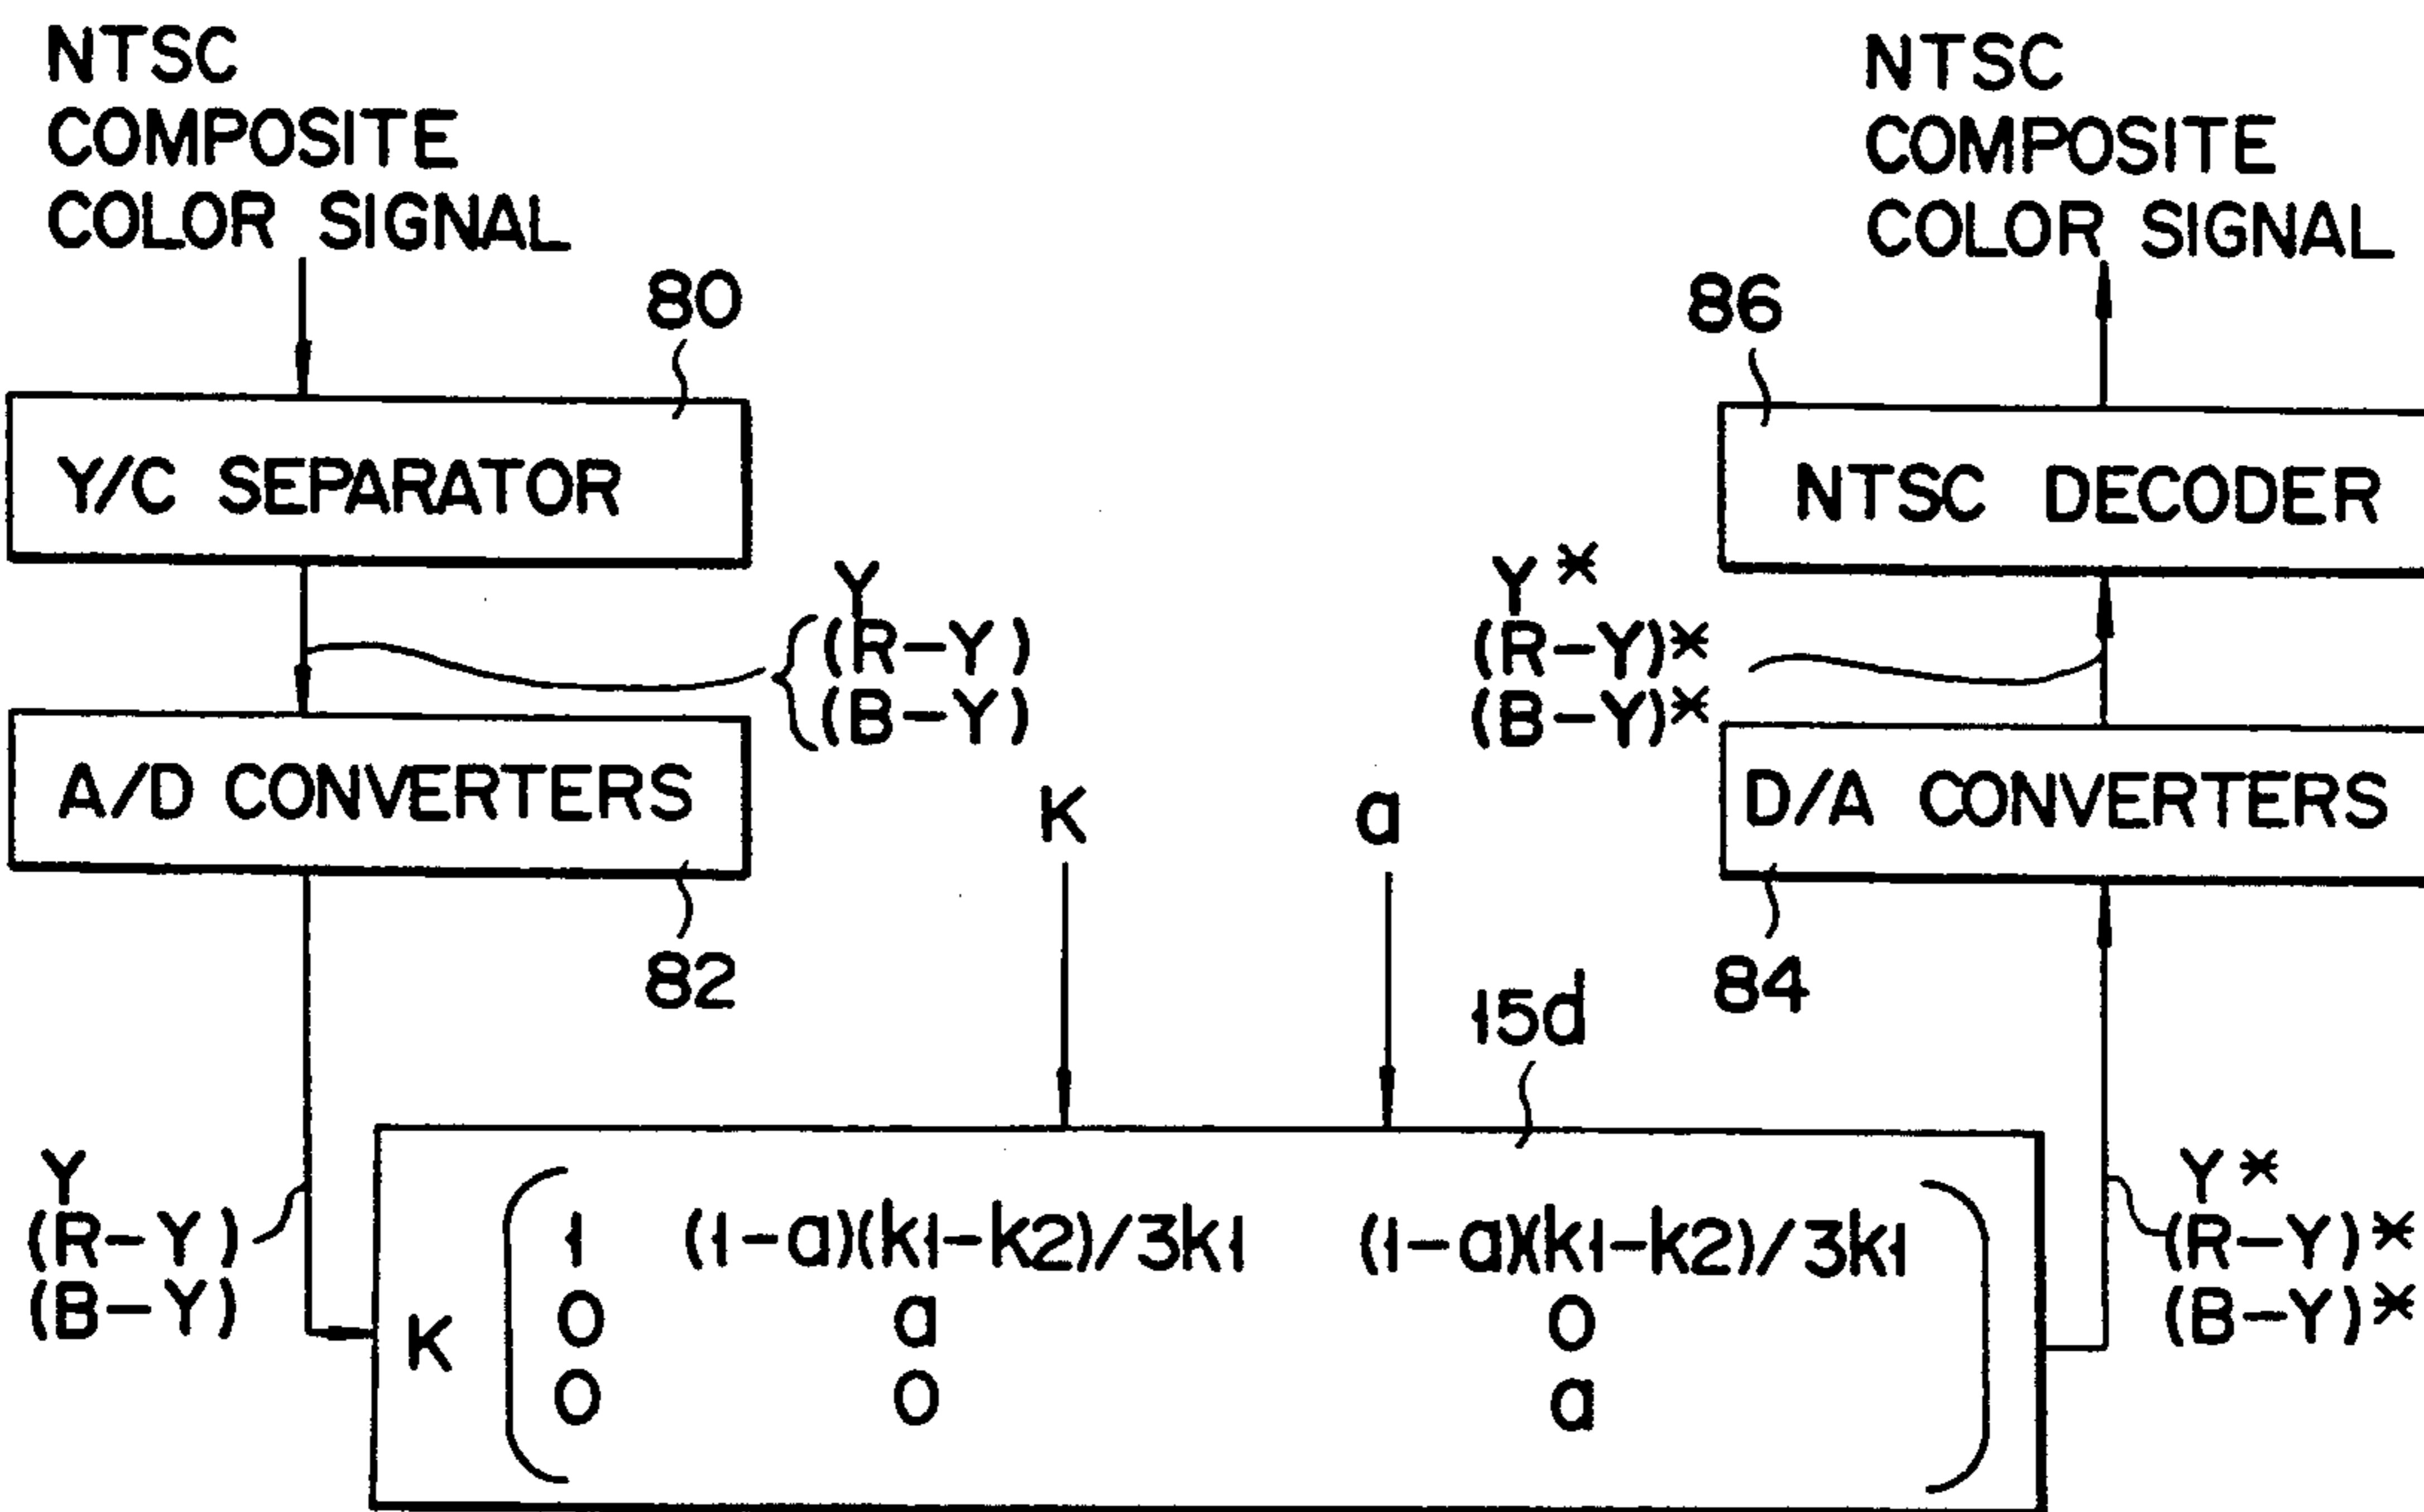 NTSC
COMPOSITE
COLOR SIGNAL
80
Y/C SEPARATOR
Y
(R-Y)
(B-Y)
A/D CONVERTERS
82
K
a
NTSC
COMPOSITE
COLOR SIGNAL
86
NTSC DECODER
Y*
(R-Y)*
(B-Y)*
D/A CONVERTERS
84
15d
Y
(R-Y)
(B-Y)
K
1 (1-a)(k1-k2)/3k1 (1-a)(k1-k2)/3k1
0 a 0
0 0 a
Y*
(R-Y)*
(B-Y)*